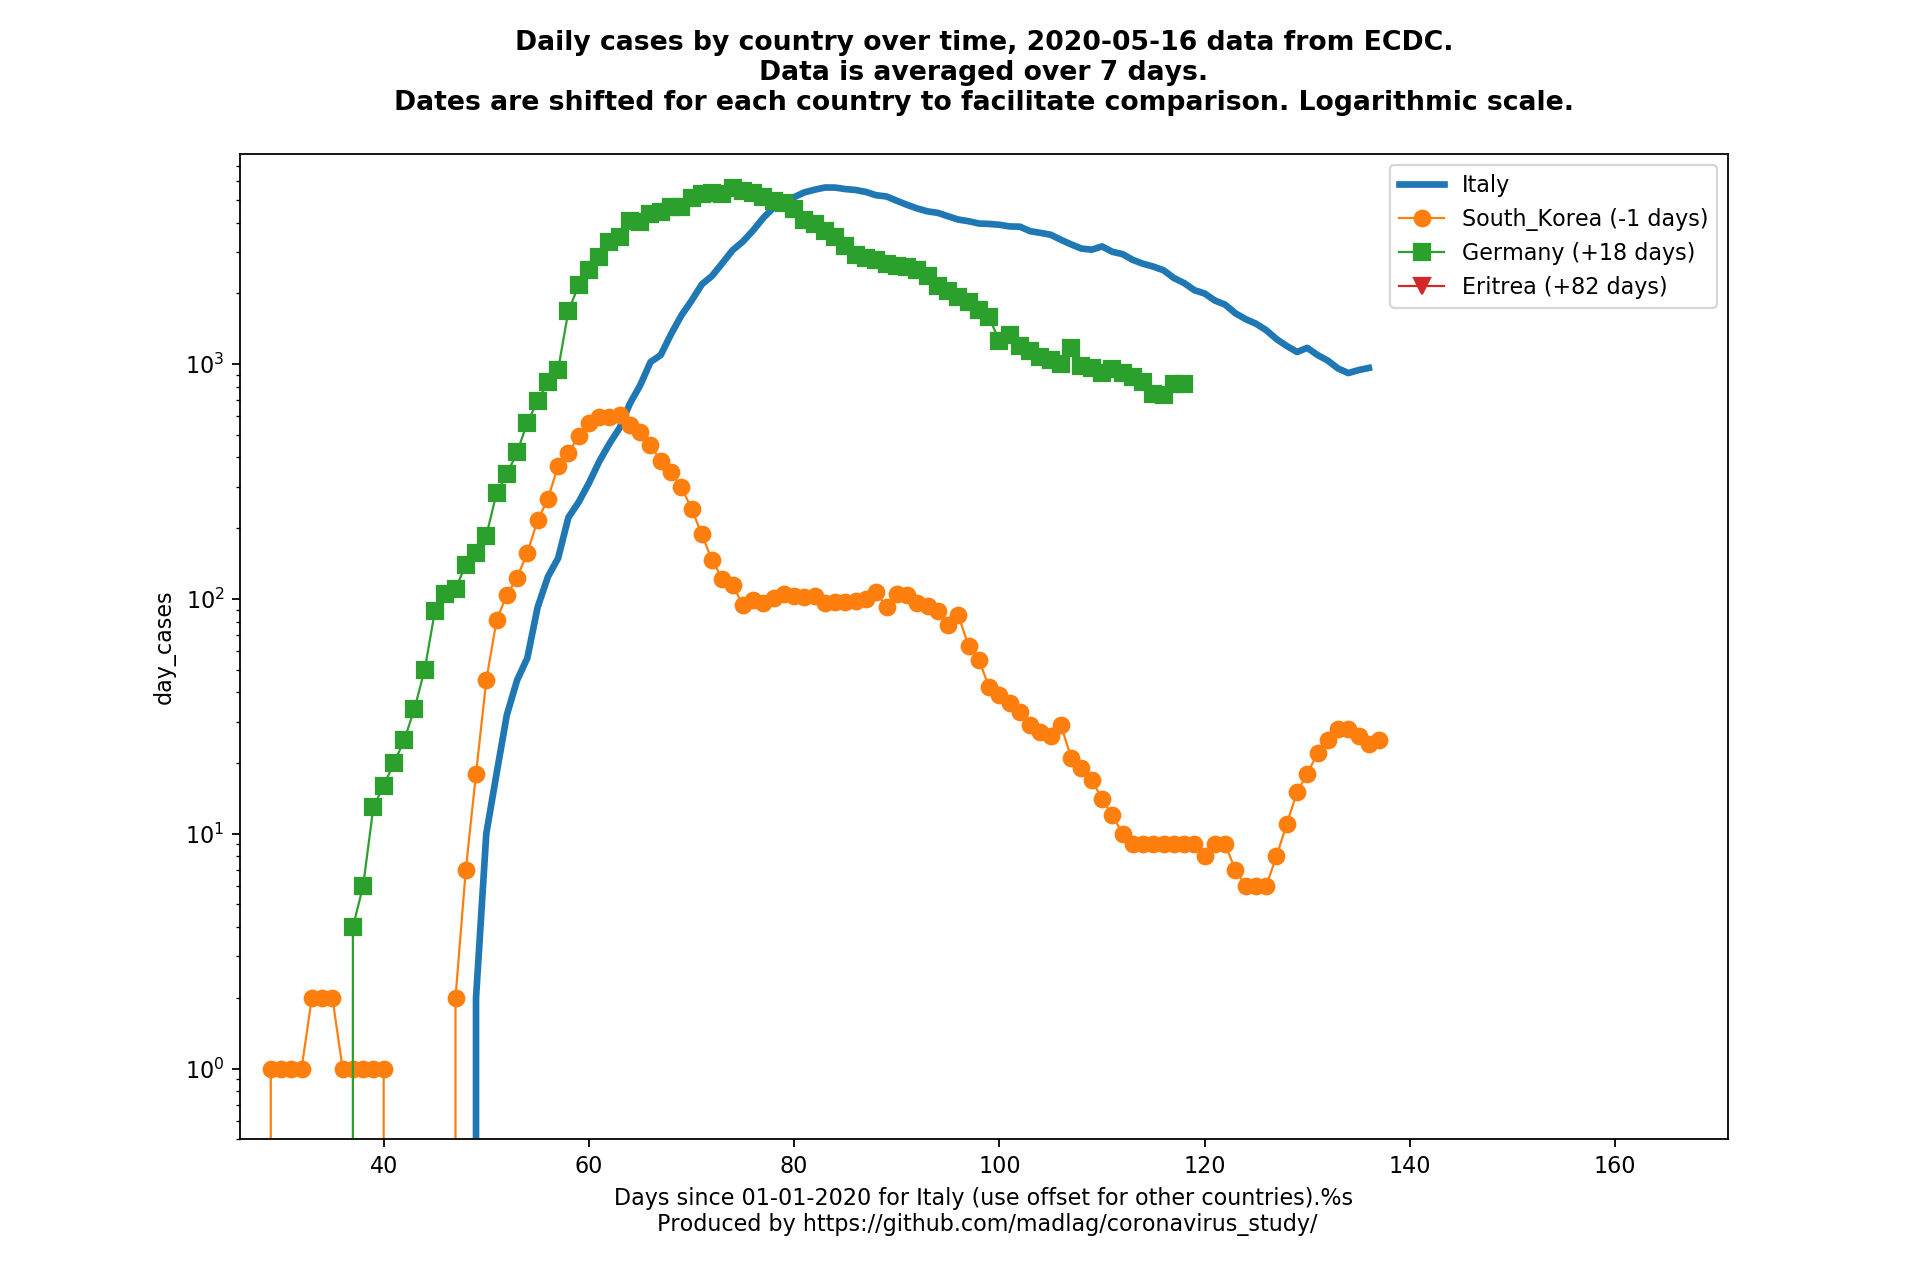 Daily cases by country over time, 2020-05-16 data from ECDC.
Data is averaged over 7 days.
Dates are shifted for each country to facilitate comparison. Logarithmic scale.
Italy
South_Korea (-1 days)
Germany (+18 days)
Eritrea (+82 days)
day_cases
10³
10²
10¹
10⁰
40 60 80 100 120 140 160
Days since 01-01-2020 for Italy (use offset for other countries).%s
Produced by https://github.com/madlag/coronavirus_study/